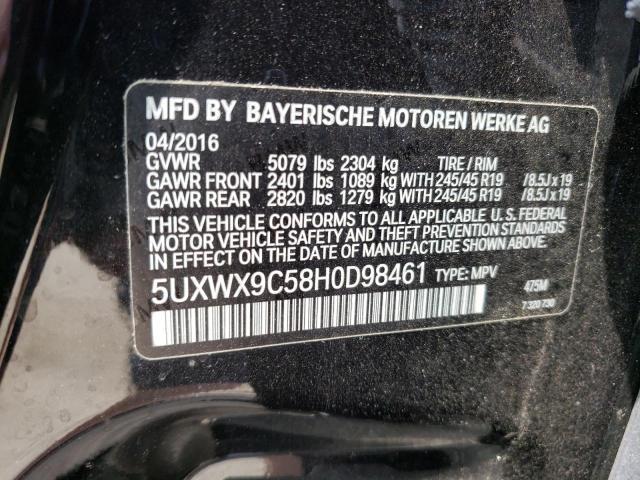 MFD BY BAYERISCHE MOTOREN WERKE AG
04/2016
GVWR 5079 lbs 2304 kg TIRE / RIM
GAWR FRONT 2401 lbs 1089 kg WITH 245/45 R19 / 8.5J x 19
GAWR REAR 2820 lbs 1279 kg WITH 245/45 R19 / 8.5J x 19
THIS VEHICLE CONFORMS TO ALL APPLICABLE U.S. FEDERAL
MOTOR VEHICLE SAFETY AND THEFT PREVENTION STANDARDS
IN EFFECT ON THE DATE OF MANUFACTURE SHOWN ABOVE.
5UXWX9C58H0D98461 TYPE: MPV 475M
7 320 730